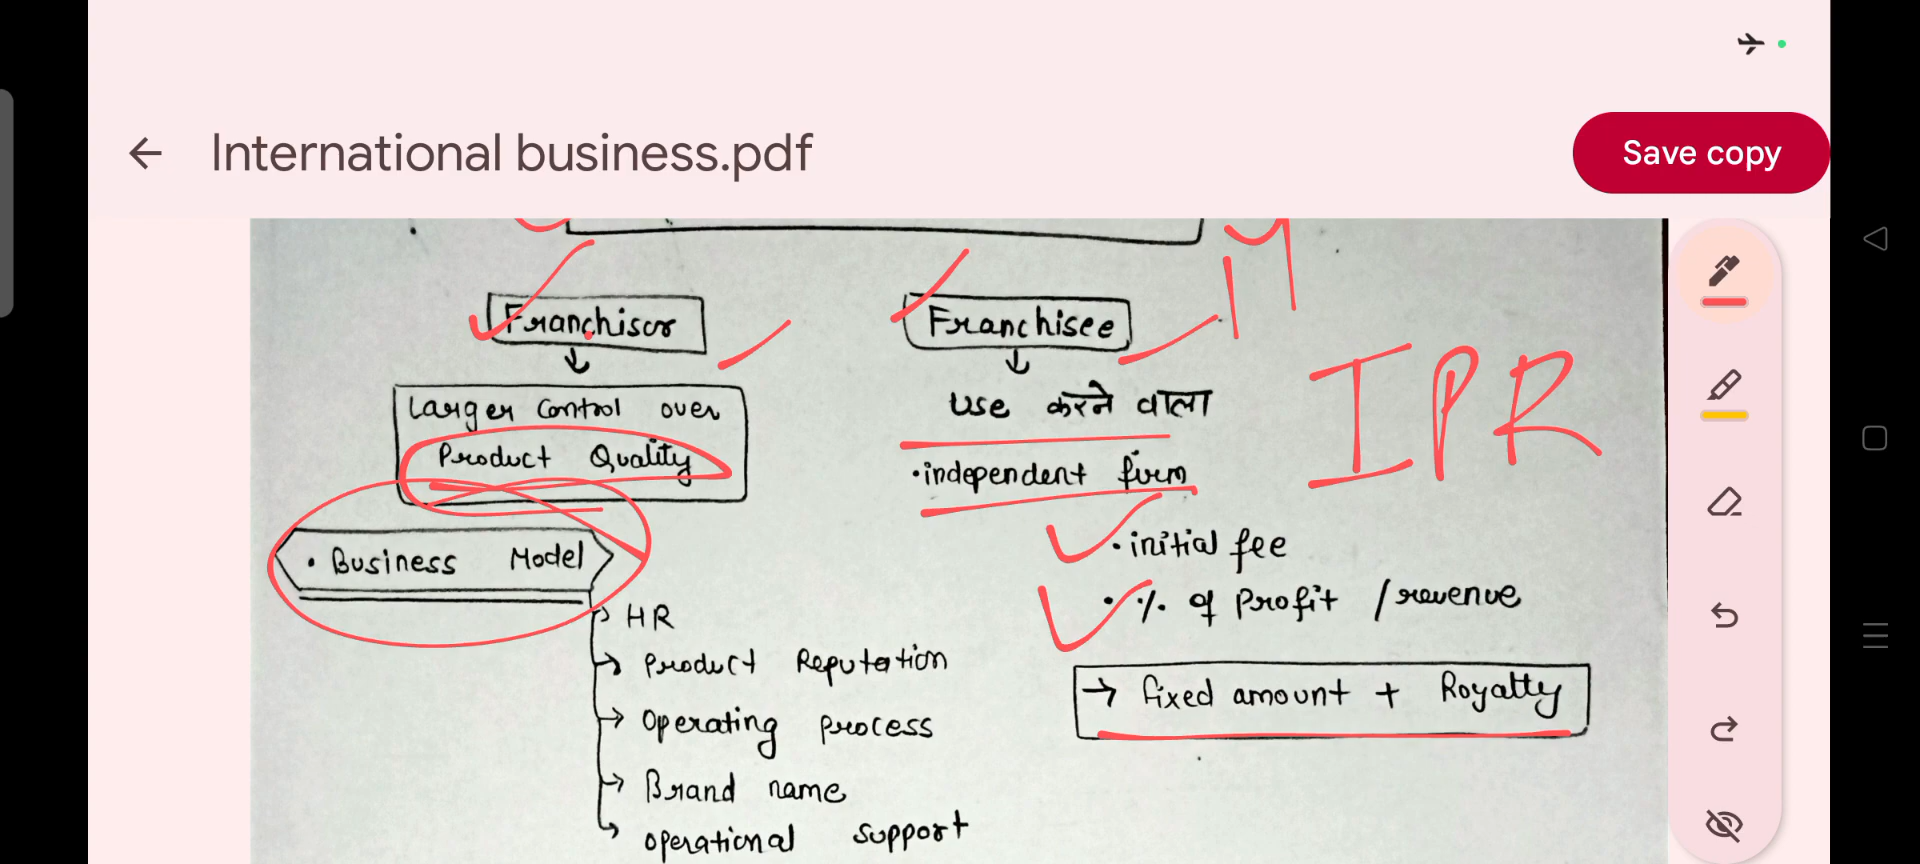 International business.pdf
Save copy
Franchisor
Franchisee
Larger control over
Product Quality
use करने वाला
•independent firm
IPR
• Business Model
• initial fee
• % of Profit / revenue
→ fixed amount + Royalty
→ HR
→ Product Reputation
→ Operating process
→ Brand name
→ operational support